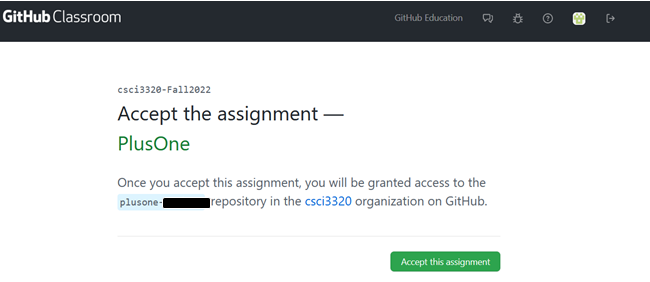 GitHub Classroom
GitHub Education
csci3320-Fall2022
Accept the assignment —
PlusOne
Once you accept this assignment, you will be granted access to the
plusone- repository in the csci3320 organization on GitHub.
Accept this assignment